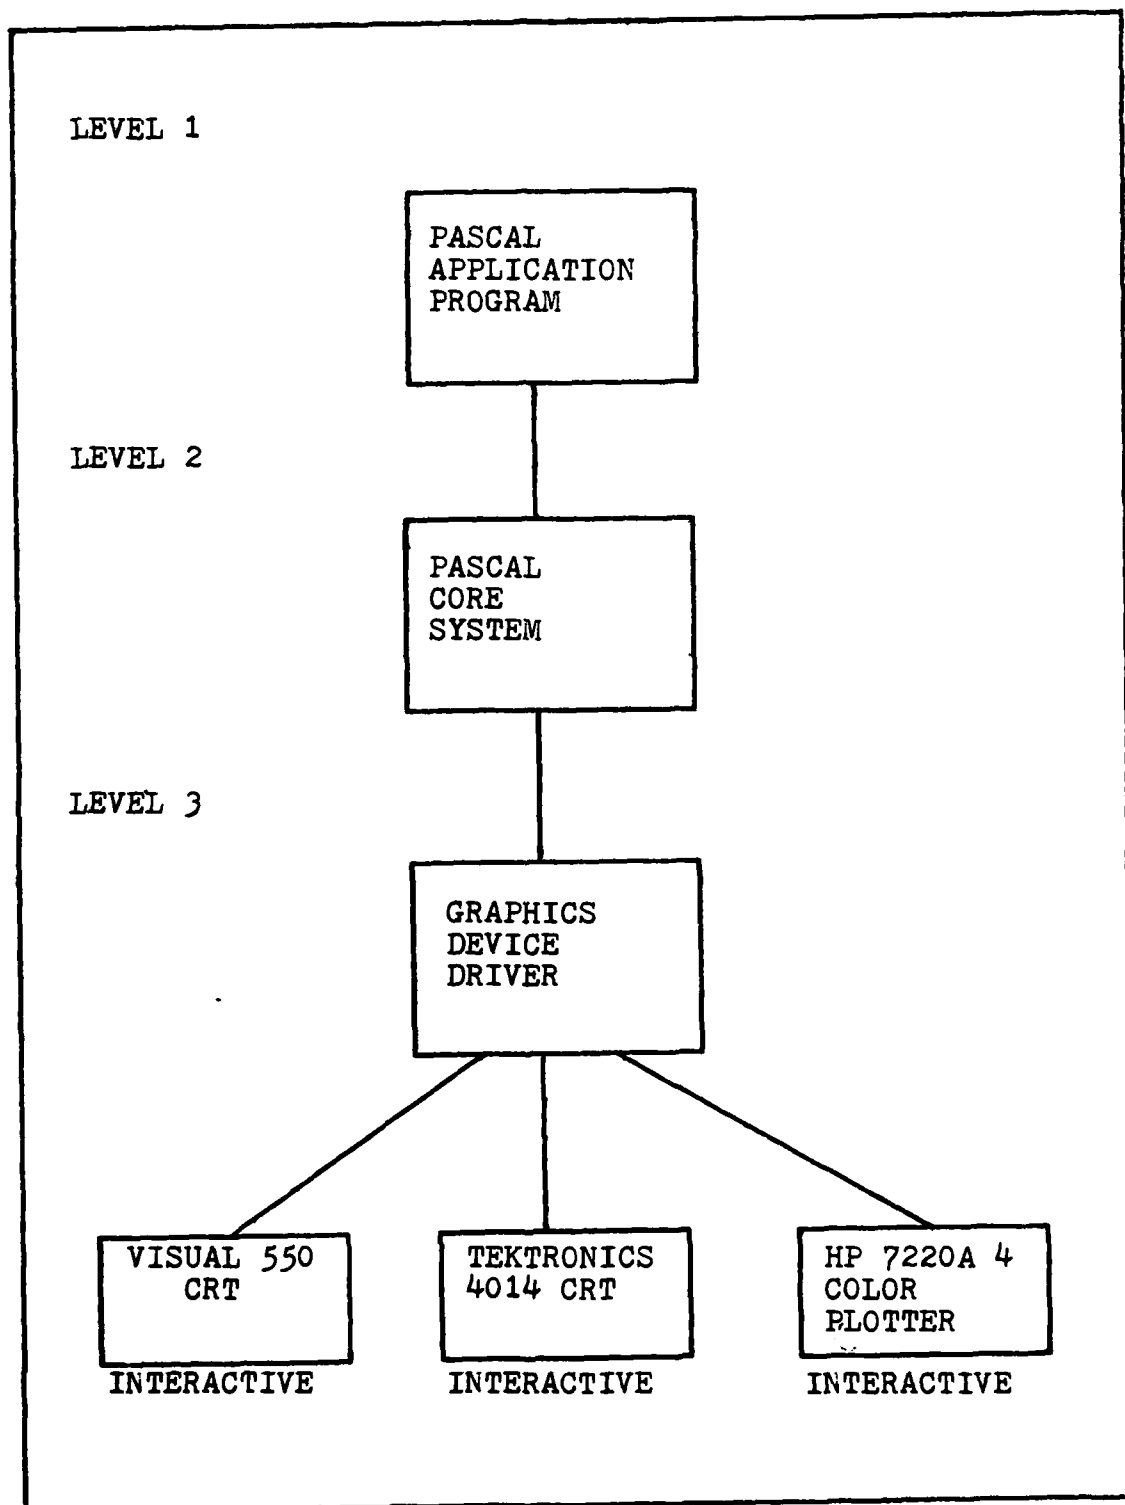 LEVEL 1
PASCAL
APPLICATION
PROGRAM
LEVEL 2
PASCAL
CORE
SYSTEM
LEVEL 3
GRAPHICS
DEVICE
DRIVER
VISUAL 550
CRT
INTERACTIVE
TEKTRONICS
4014 CRT
INTERACTIVE
HP 7220A 4
COLOR
PLOTTER
INTERACTIVE